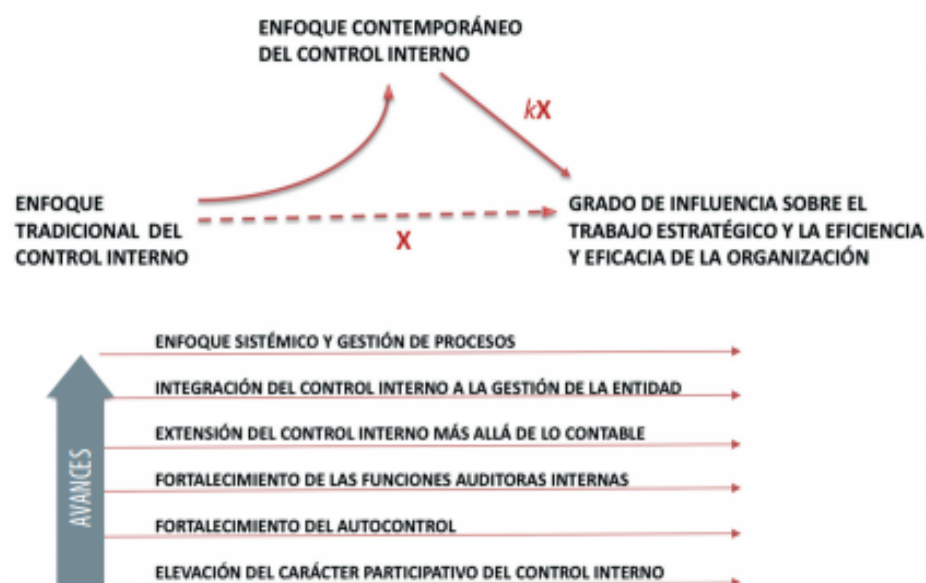 ENFOQUE CONTEMPORÁNEO
DEL CONTROL INTERNO
kX
ENFOQUE
TRADICIONAL DEL
CONTROL INTERNO
X
GRADO DE INFLUENCIA SOBRE EL
TRABAJO ESTRATÉGICO Y LA EFICIENCIA
Y EFICACIA DE LA ORGANIZACIÓN
AVANCES
ENFOQUE SISTÉMICO Y GESTIÓN DE PROCESOS
INTEGRACIÓN DEL CONTROL INTERNO A LA GESTIÓN DE LA ENTIDAD
EXTENSIÓN DEL CONTROL INTERNO MÁS ALLÁ DE LO CONTABLE
FORTALECIMIENTO DE LAS FUNCIONES AUDITORAS INTERNAS
FORTALECIMIENTO DEL AUTOCONTROL
ELEVACIÓN DEL CARÁCTER PARTICIPATIVO DEL CONTROL INTERNO